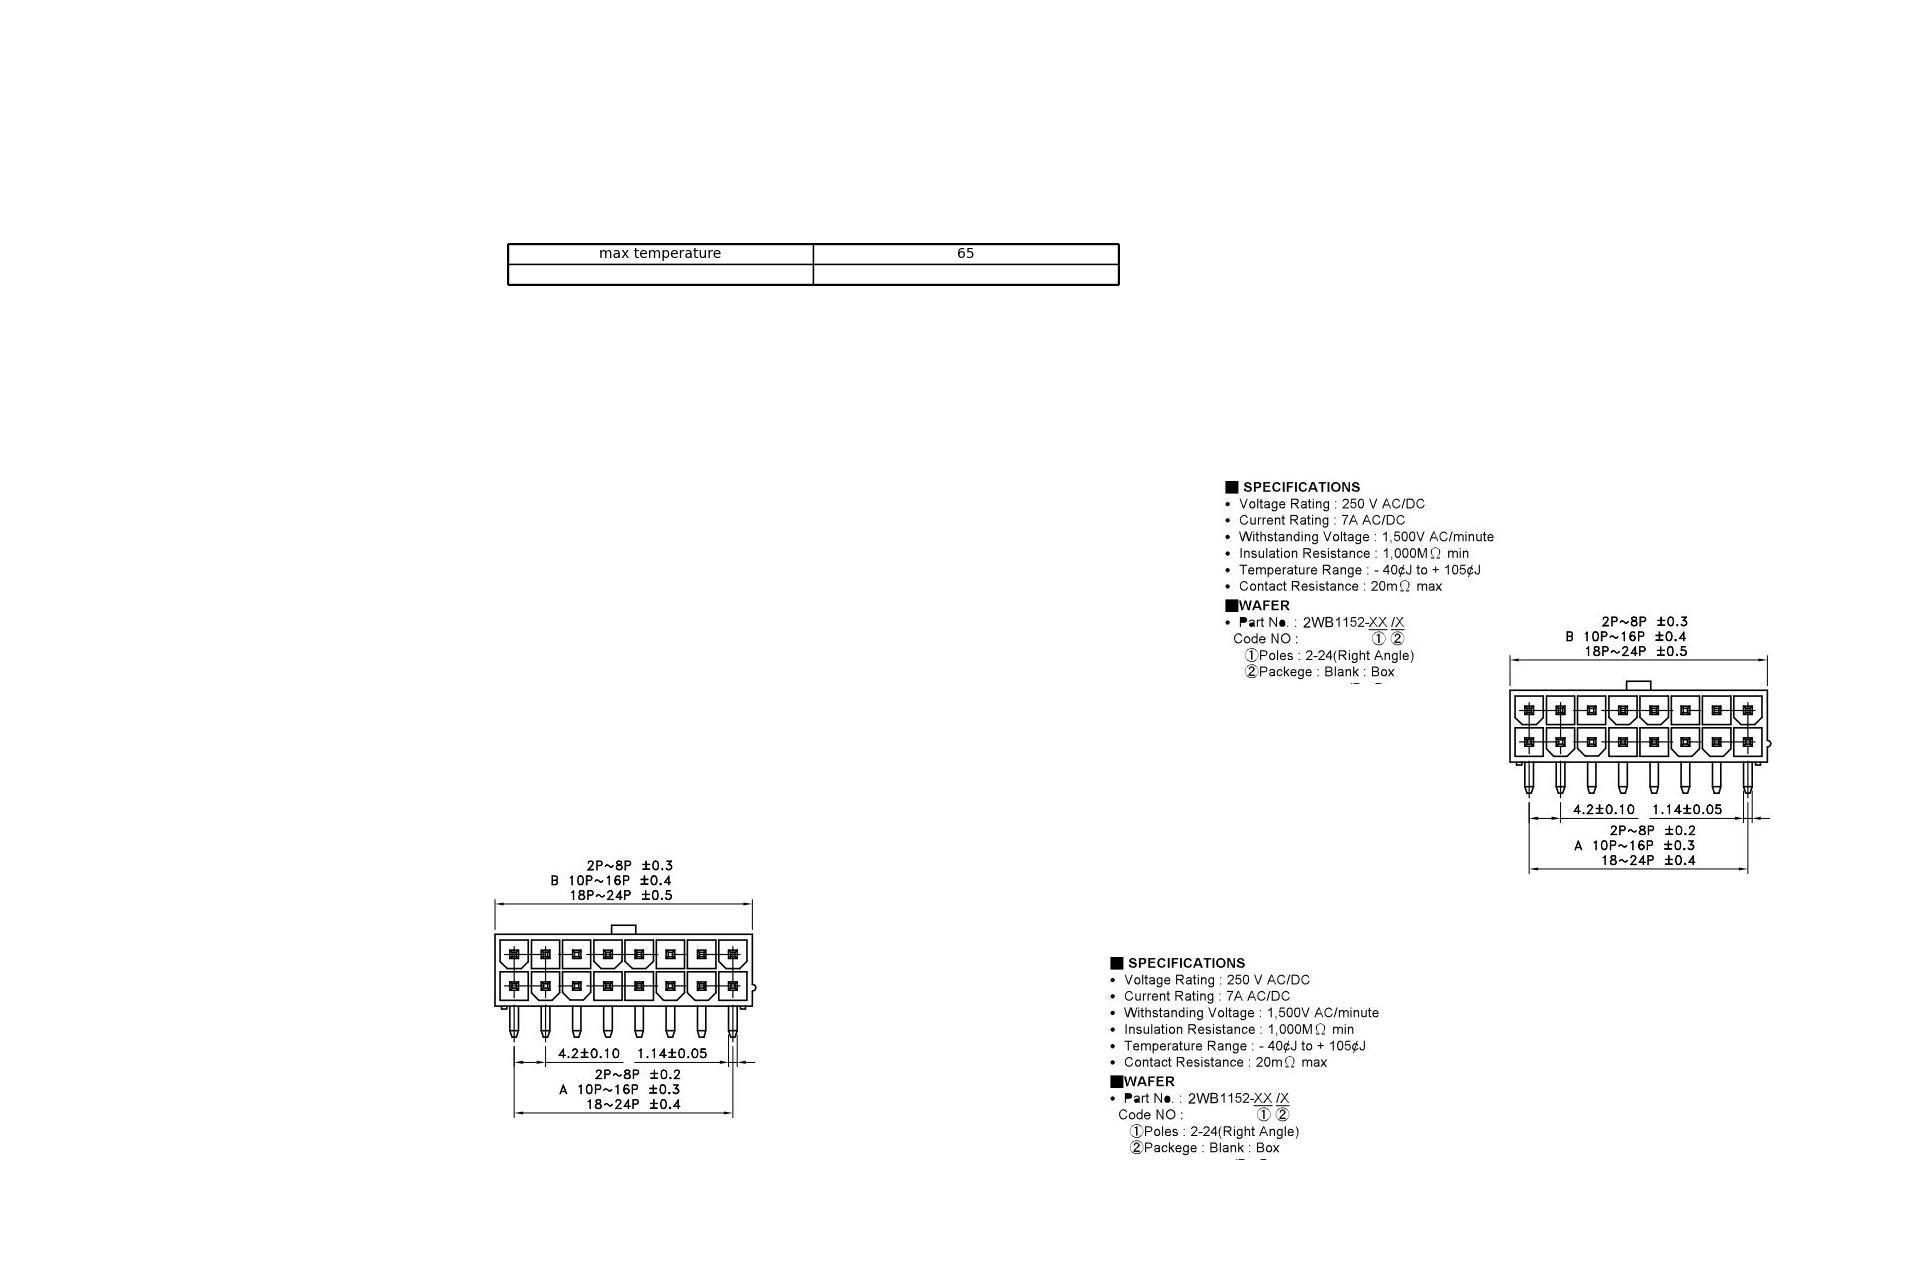 max temperature 65
■ SPECIFICATIONS
• Voltage Rating : 250 V AC/DC
• Current Rating : 7A AC/DC
• Withstanding Voltage : 1,500V AC/minute
• Insulation Resistance : 1,000MΩ min
• Temperature Range : - 40¢J to + 105¢J
• Contact Resistance : 20mΩ max
■WAFER
• Part No. : 2WB1152-XX /X
Code NO : ① ②
①Poles : 2-24(Right Angle)
②Packege : Blank : Box
2P~8P ±0.3
B 10P~16P ±0.4
18P~24P ±0.5
4.2±0.10 1.14±0.05
2P~8P ±0.2
A 10P~16P ±0.3
18~24P ±0.4
2P~8P ±0.3
B 10P~16P ±0.4
18P~24P ±0.5
4.2±0.10 1.14±0.05
2P~8P ±0.2
A 10P~16P ±0.3
18~24P ±0.4
■ SPECIFICATIONS
• Voltage Rating : 250 V AC/DC
• Current Rating : 7A AC/DC
• Withstanding Voltage : 1,500V AC/minute
• Insulation Resistance : 1,000MΩ min
• Temperature Range : - 40¢J to + 105¢J
• Contact Resistance : 20mΩ max
■WAFER
• Part No. : 2WB1152-XX /X
Code NO : ① ②
①Poles : 2-24(Right Angle)
②Packege : Blank : Box